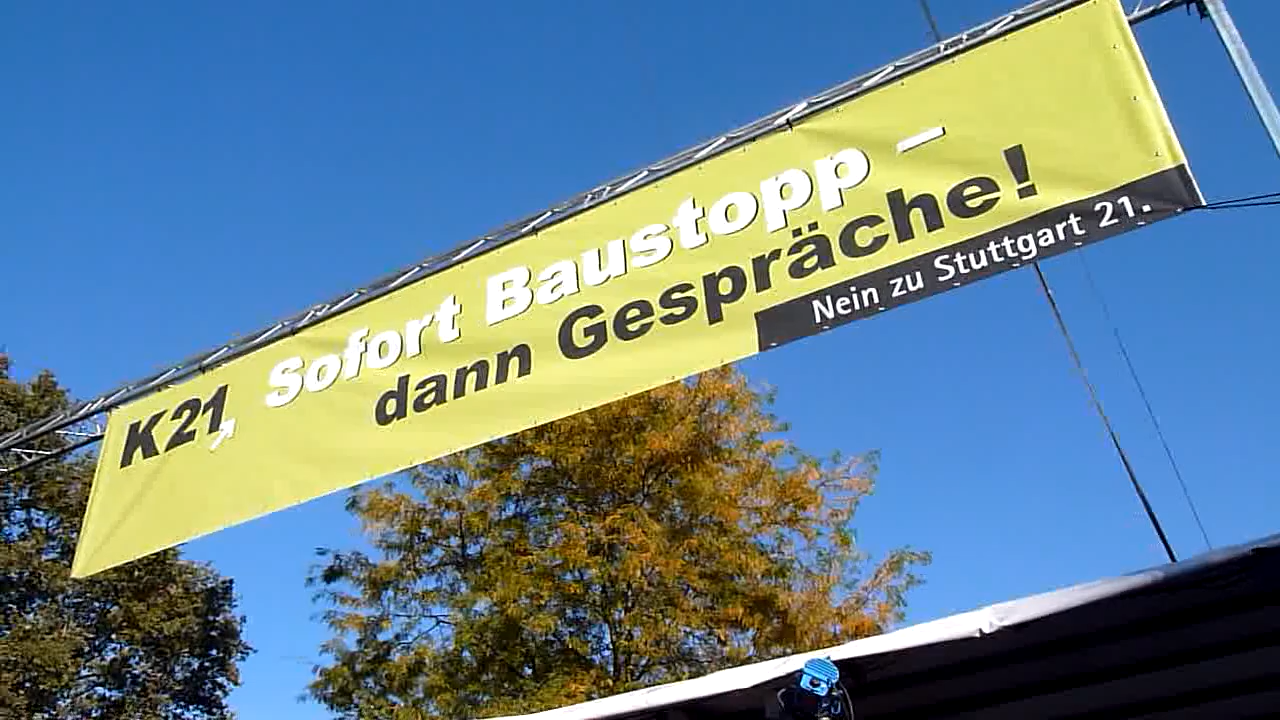 K21
Sofort Baustopp –
dann Gespräche!
Nein zu Stuttgart 21.